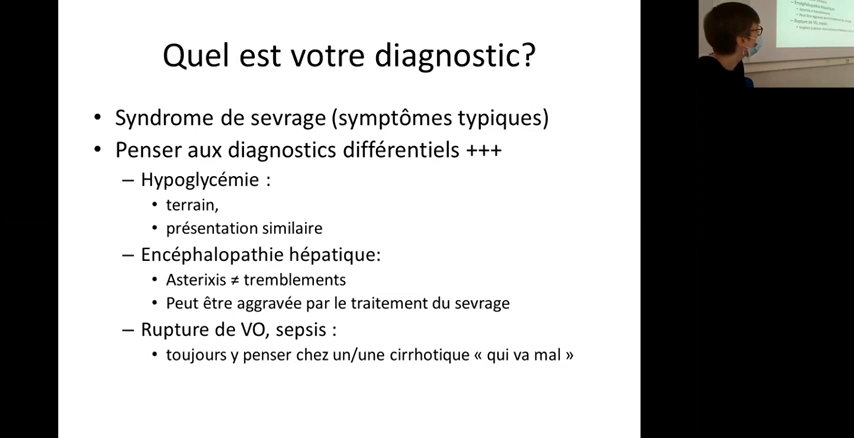 Quel est votre diagnostic?
• Syndrome de sevrage (symptômes typiques)
• Penser aux diagnostics différentiels +++
– Hypoglycémie :
• terrain,
• présentation similaire
– Encéphalopathie hépatique:
• Asterixis ≠ tremblements
• Peut être aggravée par le traitement du sevrage
– Rupture de VO, sepsis :
• toujours y penser chez un/une cirrhotique « qui va mal »